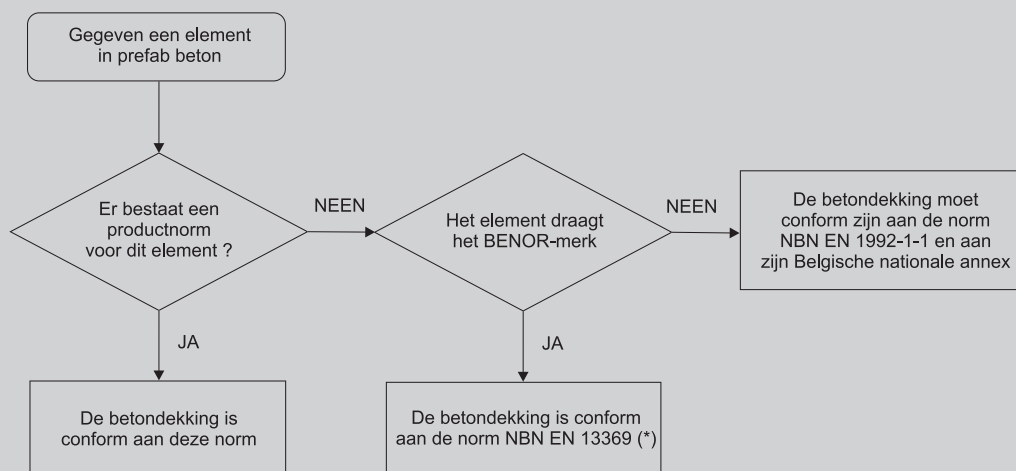 Gegeven een element
in prefab beton
Er bestaat een
productnorm
voor dit element ?
NEEN
Het element draagt
het BENOR-merk
NEEN
De betondekking moet
conform zijn aan de norm
NBN EN 1992-1-1 en aan
zijn Belgische nationale annex
JA
JA
De betondekking is
conform aan deze norm
De betondekking is conform
aan de norm NBN EN 13369 (*)